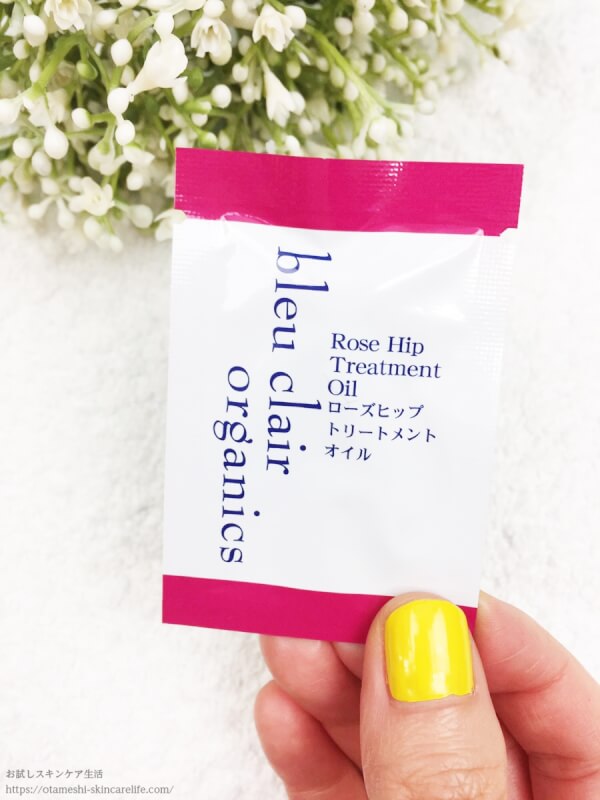 bleu clair
organics
Rose Hip
Treatment
Oil
ローズヒップ
トリートメント
オイル
お試しスキンケア生活
https://otameshi-skincarelife.com/